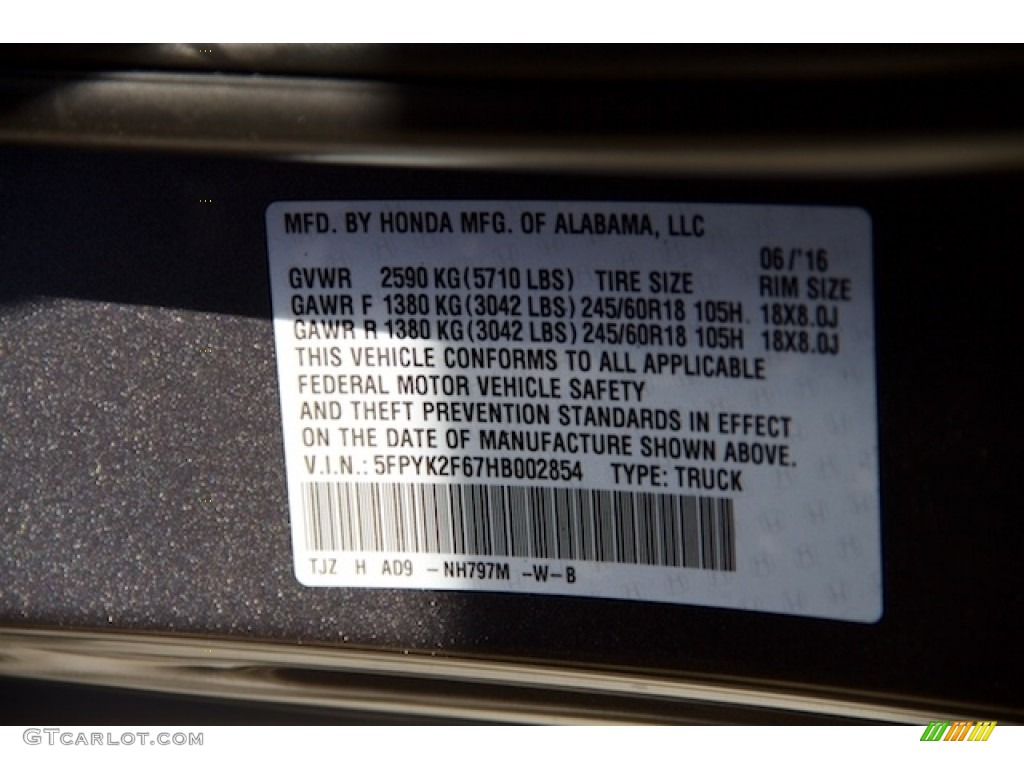 MFD. BY HONDA MFG. OF ALABAMA, LLC
06/'16
GVWR 2590 KG(5710 LBS) TIRE SIZE RIM SIZE
GAWR F 1380 KG(3042 LBS) 245/60R18 105H 18X8.0J
GAWR R 1380 KG(3042 LBS) 245/60R18 105H 18X8.0J
THIS VEHICLE CONFORMS TO ALL APPLICABLE
FEDERAL MOTOR VEHICLE SAFETY
AND THEFT PREVENTION STANDARDS IN EFFECT
ON THE DATE OF MANUFACTURE SHOWN ABOVE.
V.I.N.: 5FPYK2F67HB002854 TYPE: TRUCK
TJZ H AD9 -NH797M -W-B
GTCARLOT.COM